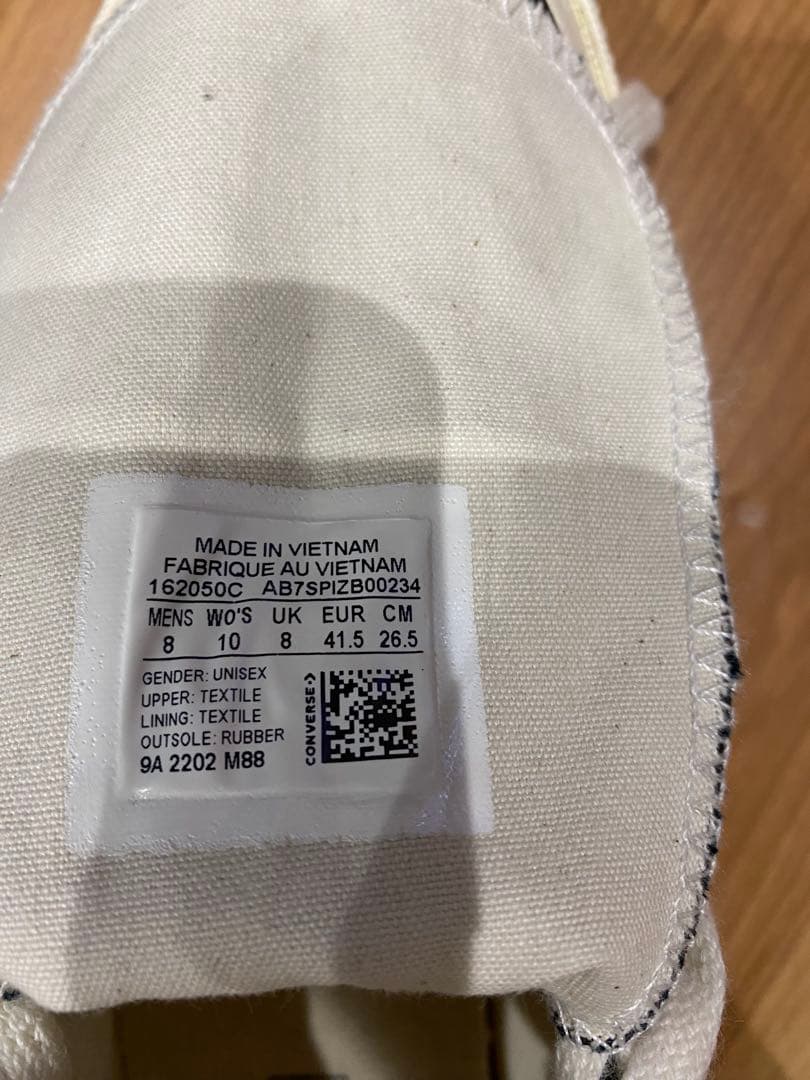 MADE IN VIETNAM
FABRIQUE AU VIETNAM
162050C AB7SPIZB00234
MENS WO'S UK EUR CM
8 10 8 41.5 26.5
GENDER: UNISEX
UPPER: TEXTILE
LINING: TEXTILE
OUTSOLE: RUBBER
9A 2202 M88
CONVERSE